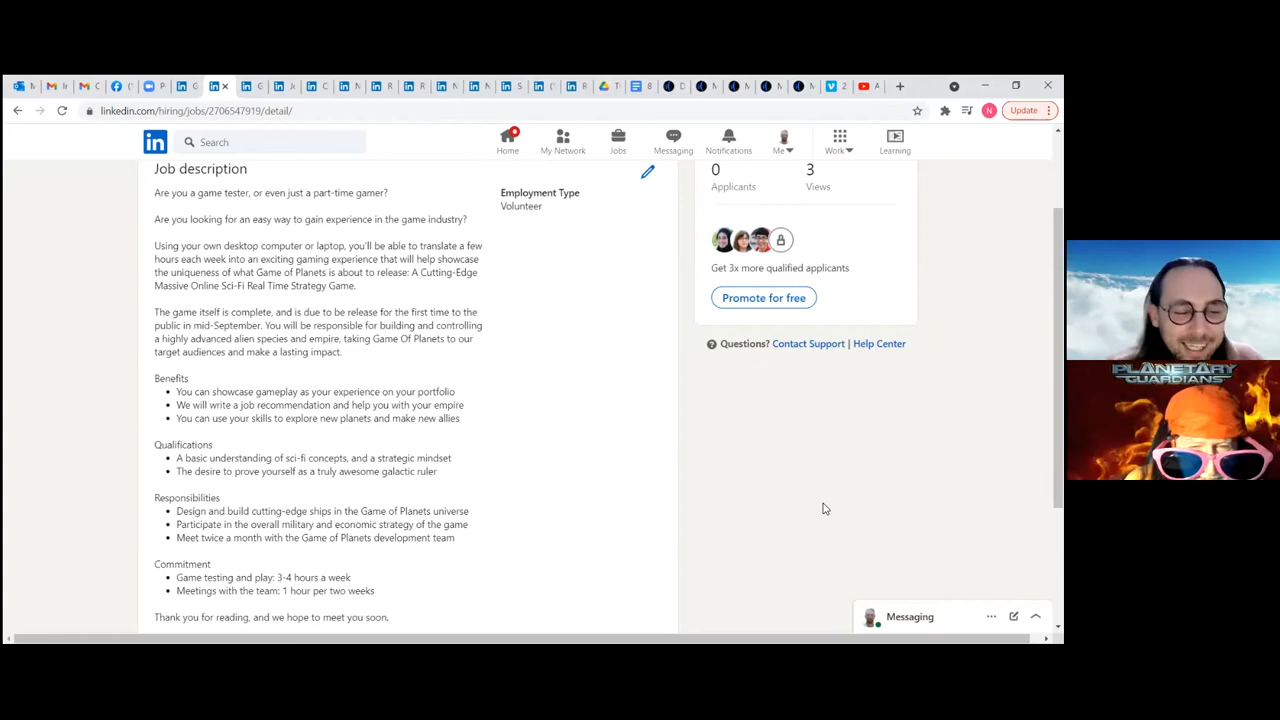 linkedin.com/hiring/jobs/2706547919/detail/
Update
Search
Home
My Network
Jobs
Messaging
Notifications
Me
Work
Learning
Job description
Are you a game tester, or even just a part-time gamer?
Are you looking for an easy way to gain experience in the game industry?
Using your own desktop computer or laptop, you'll be able to translate a few
hours each week into an exciting gaming experience that will help showcase
the uniqueness of what Game of Planets is about to release: A Cutting-Edge
Massive Online Sci-Fi Real Time Strategy Game.
The game itself is complete, and is due to be release for the first time to the
public in mid-September. You will be responsible for building and controlling
a highly advanced alien species and empire, taking Game Of Planets to our
target audiences and make a lasting impact.
Benefits
You can showcase gameplay as your experience on your portfolio
We will write a job recommendation and help you with your empire
You can use your skills to explore new planets and make new allies
Qualifications
A basic understanding of sci-fi concepts, and a strategic mindset
The desire to prove yourself as a truly awesome galactic ruler
Responsibilities
Design and build cutting-edge ships in the Game of Planets universe
Participate in the overall military and economic strategy of the game
Meet twice a month with the Game of Planets development team
Commitment
Game testing and play: 3-4 hours a week
Meetings with the team: 1 hour per two weeks
Thank you for reading, and we hope to meet you soon,
Employment Type
Volunteer
0
Applicants
3
Views
Get 3x more qualified applicants
Promote for free
Questions? Contact Support | Help Center
Messaging
PLANETARY
GUARDIANS